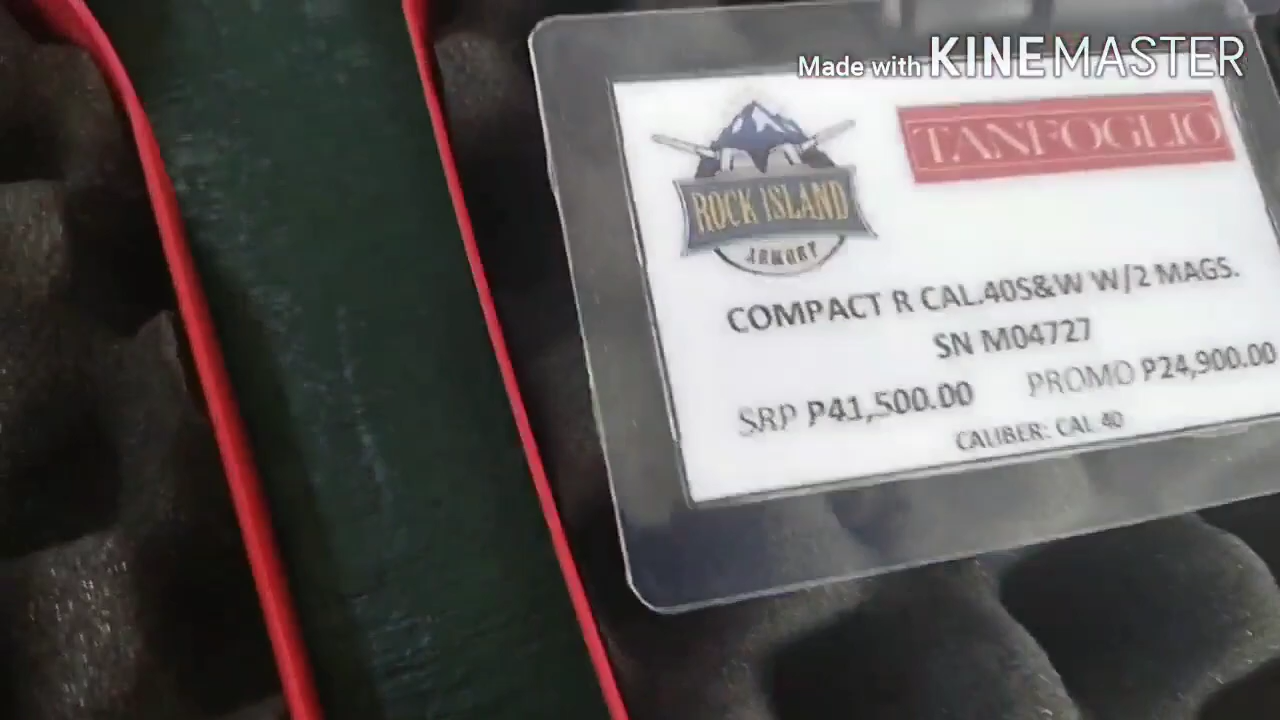 Made with KINEMASTER
ROCK ISLAND
ARMORY
TANFOGLIO
COMPACT R CAL.40S&W W/2 MAGS.
SN M04727
SRP P41,500.00 PROMO P24,900.00
CALIBER: CAL 40